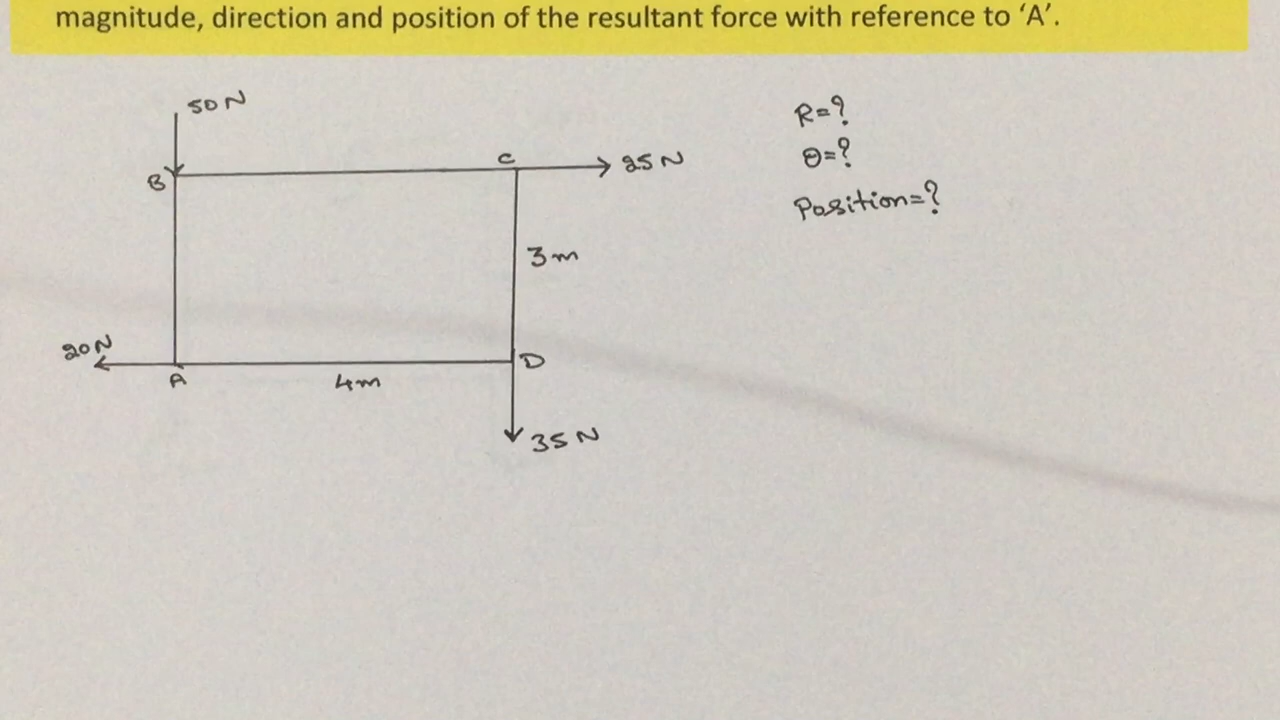 magnitude, direction and position of the resultant force with reference to ‘A’.
50N
R=?
C
25N
θ=?
B
Position=?
3m
20N
D
A
4m
35N